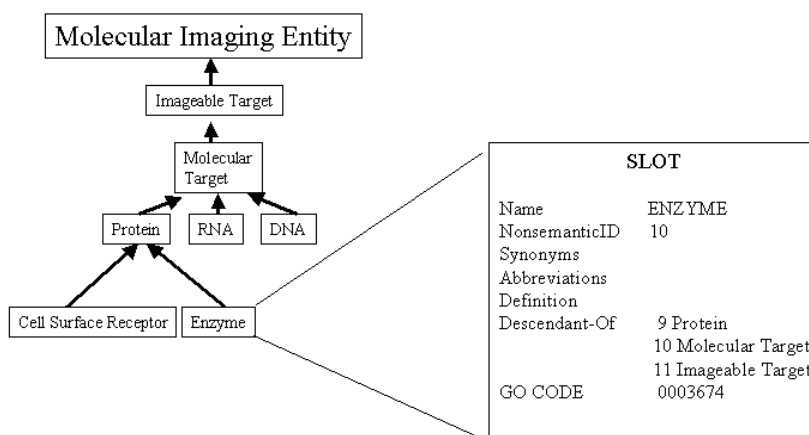 Molecular Imaging Entity
Imageable Target
Molecular
Target
Protein
RNA
DNA
Cell Surface Receptor
Enzyme
SLOT
Name ENZYME
NonsemanticID 10
Synonyms
Abbreviations
Definition
Descendant-Of 9 Protein
10 Molecular Target
11 Imageable Target
GO CODE 0003674